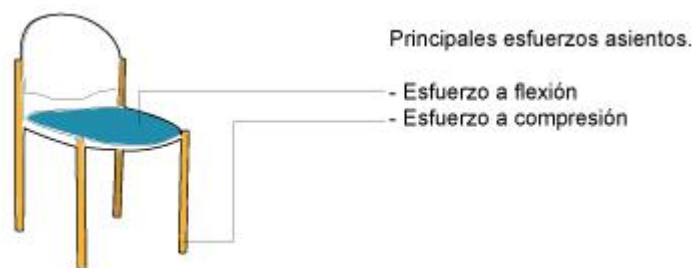 Principales esfuerzos asientos.
- Esfuerzo a flexión
- Esfuerzo a compresión